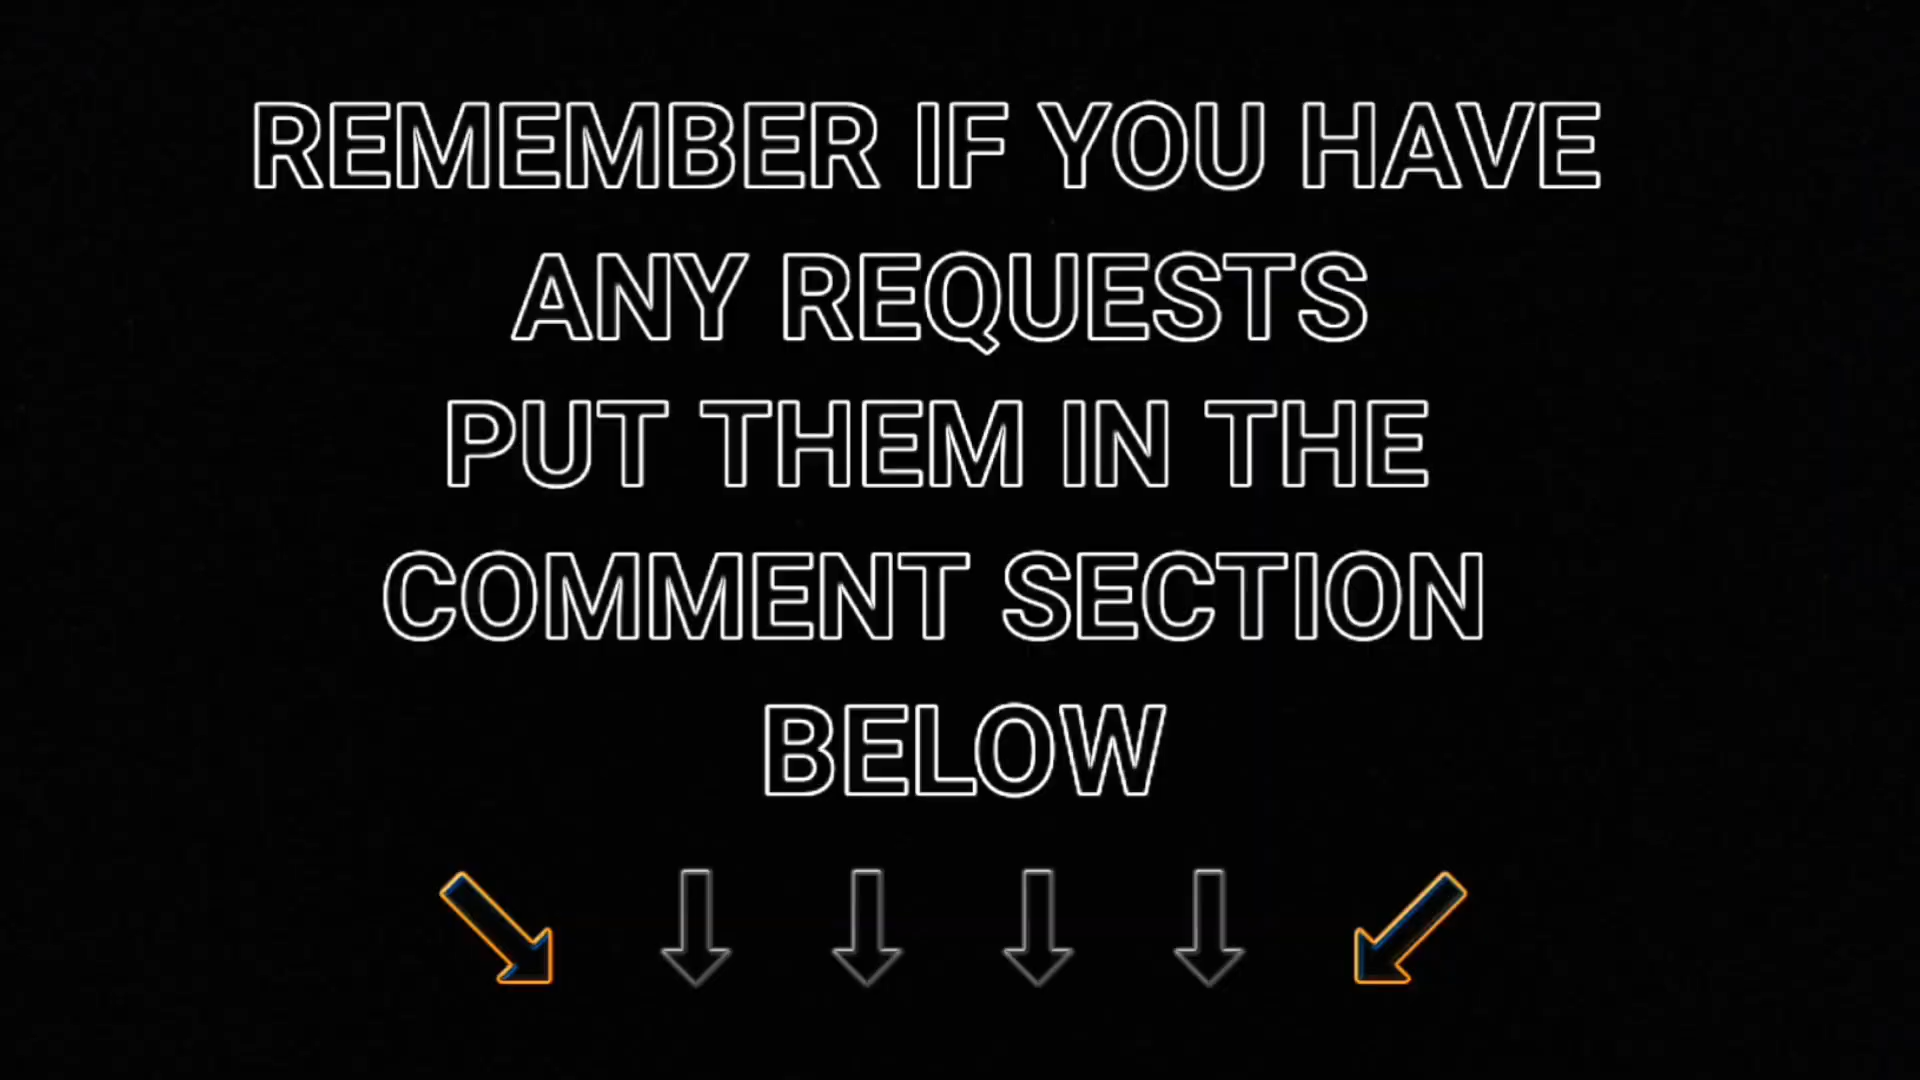 REMEMBER IF YOU HAVE
ANY REQUESTS
PUT THEM IN THE
COMMENT SECTION
BELOW